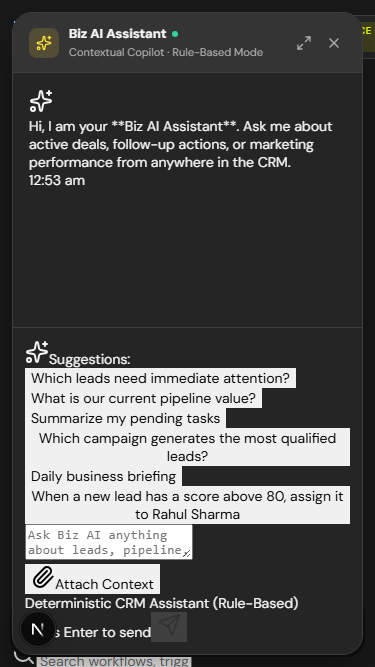 Biz AI Assistant
CE
Contextual Copilot · Rule-Based Mode
Hi, I am your **Biz AI Assistant**. Ask me about
active deals, follow-up actions, or marketing
performance from anywhere in the CRM.
12:53 am
Suggestions:
Which leads need immediate attention?
What is our current pipeline value?
Summarize my pending tasks
Which campaign generates the most qualified
leads?
Daily business briefing
When a new lead has a score above 80, assign it
to Rahul Sharma
Ask Biz AI anything
about leads, pipeline,
Attach Context
Deterministic CRM Assistant (Rule-Based)
N
s Enter to send
Search workflows, trigg